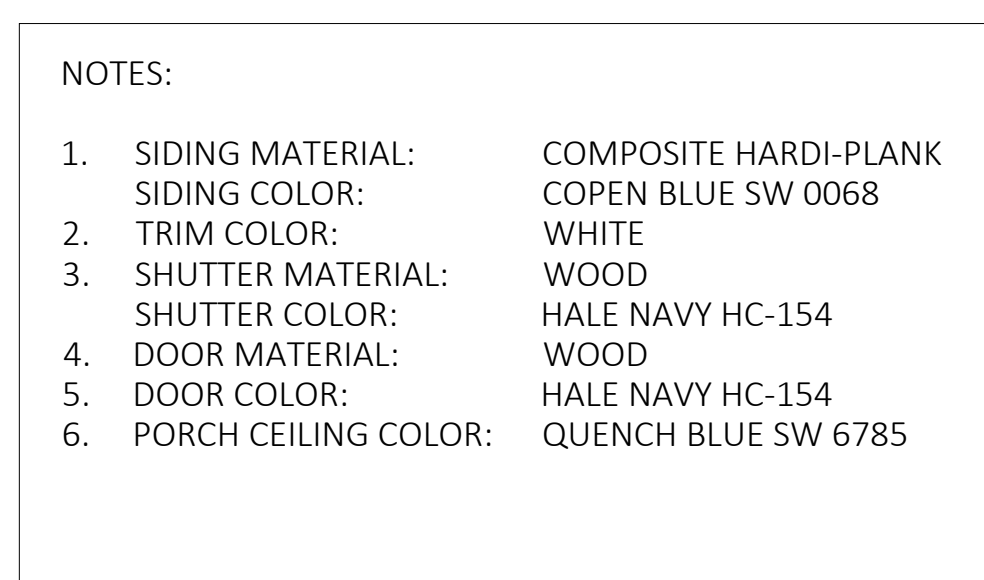 NOTES:
1. SIDING MATERIAL: COMPOSITE HARDI-PLANK
SIDING COLOR: COPEN BLUE SW 0068
2. TRIM COLOR: WHITE
3. SHUTTER MATERIAL: WOOD
SHUTTER COLOR: HALE NAVY HC-154
4. DOOR MATERIAL: WOOD
5. DOOR COLOR: HALE NAVY HC-154
6. PORCH CEILING COLOR: QUENCH BLUE SW 6785